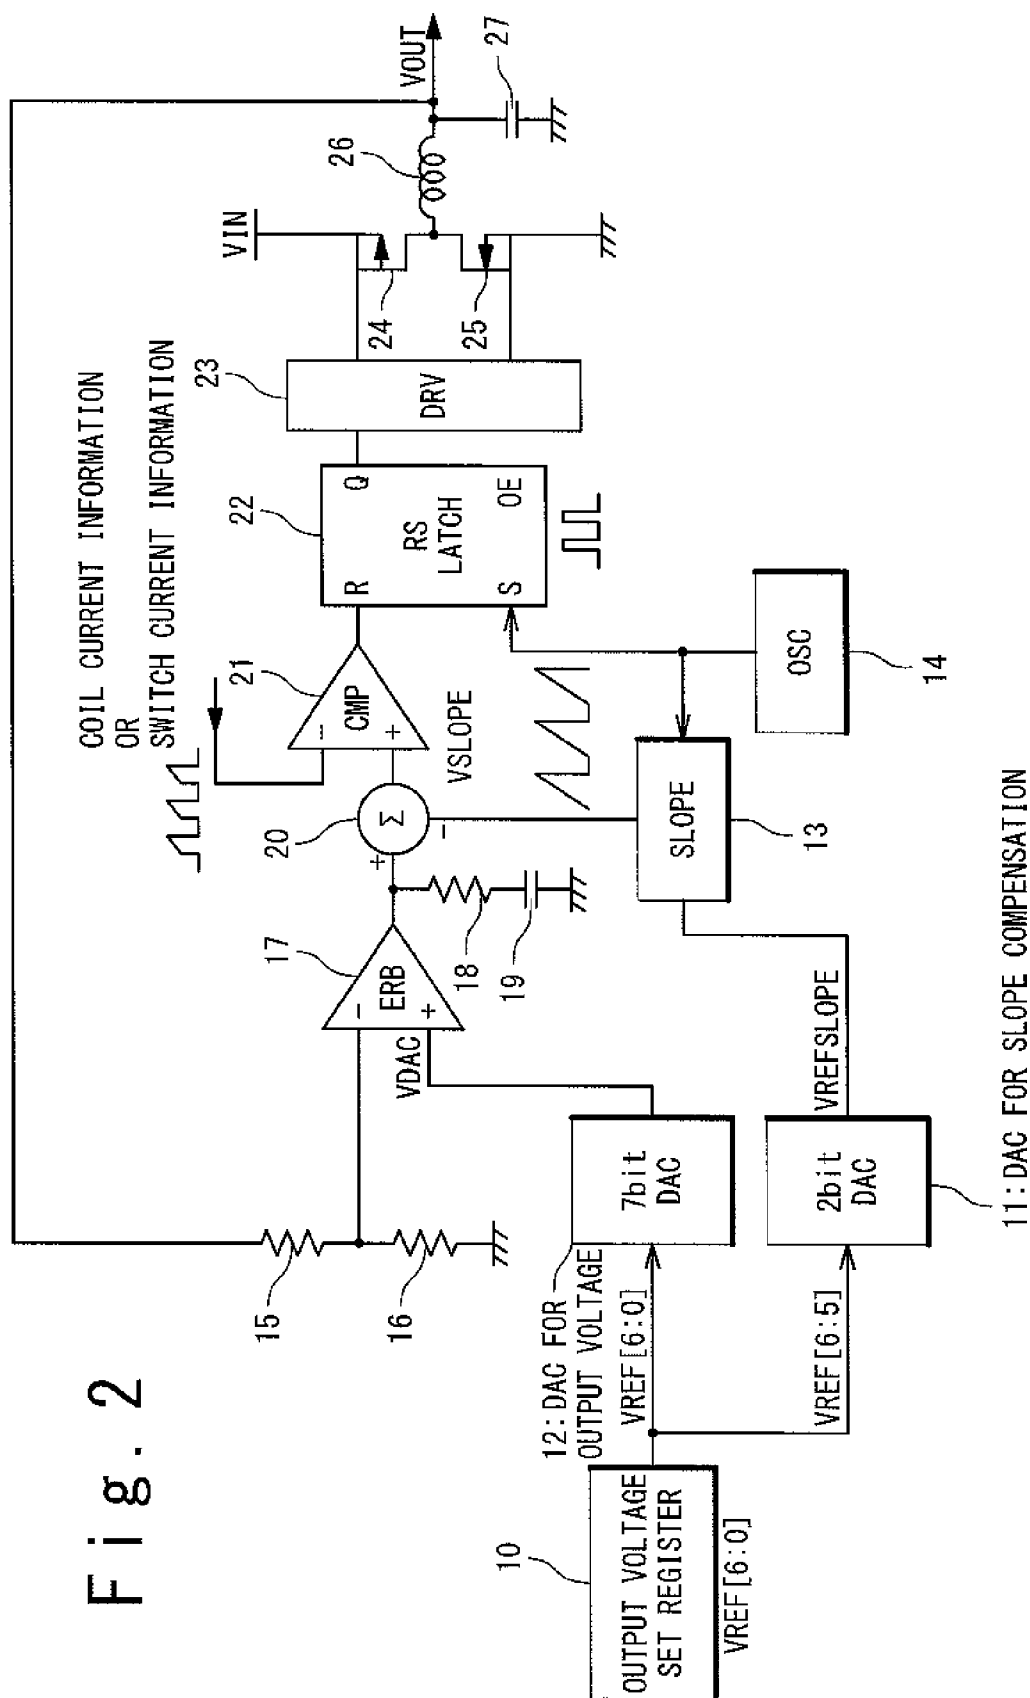 Fig. 2
COIL CURRENT INFORMATION
OR
SWITCH CURRENT INFORMATION
VIN
VOUT
15
16
17
ERB
-
+
VDAC
18
19
20
Σ
+
-
21
CMP
-
+
VSLOPE
22
R
Q
RS
LATCH
S
OE
23
DRV
24
25
26
27
10
OUTPUT VOLTAGE
SET REGISTER
VREF[6:0]
12:DAC FOR
OUTPUT VOLTAGE
VREF[6:0]
7bit
DAC
VREF[6:5]
2bit
DAC
VREFSLOPE
11:DAC FOR SLOPE COMPENSATION
SLOPE
13
OSC
14